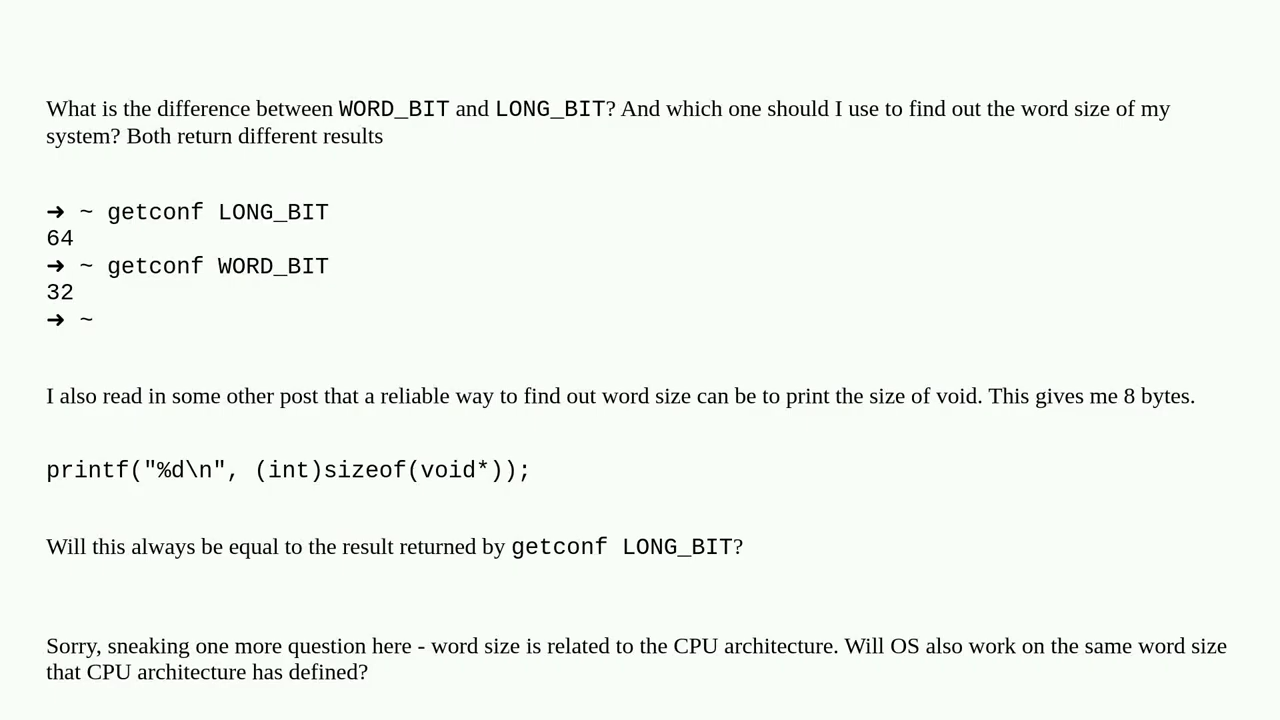 What is the difference between WORD_BIT and LONG_BIT? And which one should I use to find out the word size of my
system? Both return different results
➜ ~ getconf LONG_BIT
64
➜ ~ getconf WORD_BIT
32
➜ ~
I also read in some other post that a reliable way to find out word size can be to print the size of void. This gives me 8 bytes.
printf("%d\n", (int)sizeof(void*));
Will this always be equal to the result returned by getconf LONG_BIT?
Sorry, sneaking one more question here - word size is related to the CPU architecture. Will OS also work on the same word size
that CPU architecture has defined?